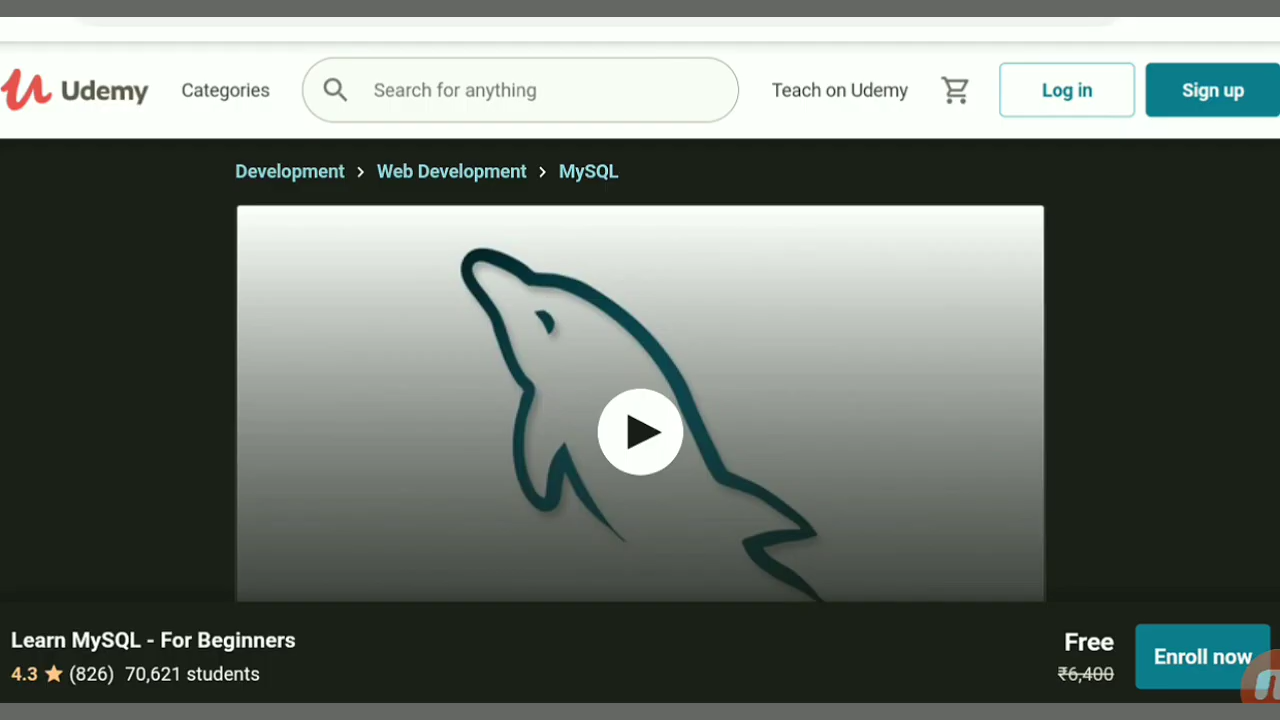 Udemy Categories Search for anything Teach on Udemy Log in Sign up
Development > Web Development > MySQL
Learn MySQL - For Beginners
4.3 ★ (826) 70,621 students
Free
₹6,400
Enroll now